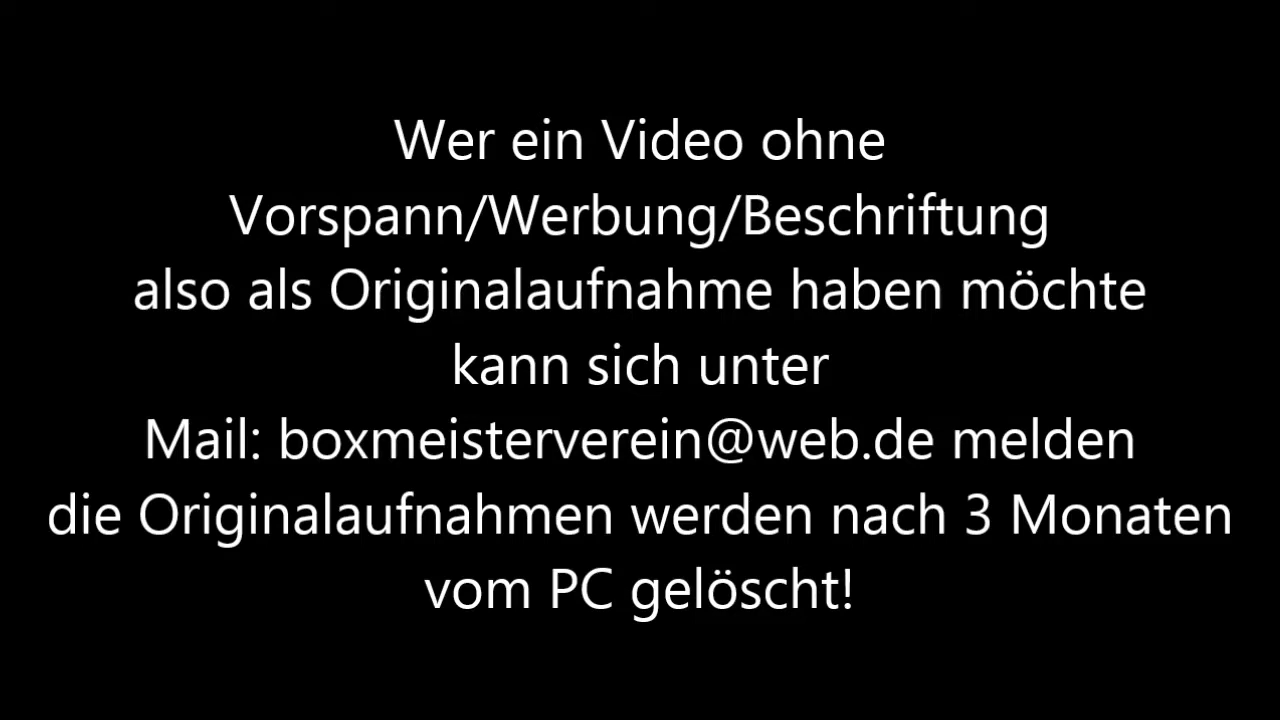 Wer ein Video ohne
Vorspann/Werbung/Beschriftung
also als Originalaufnahme haben möchte
kann sich unter
Mail: boxmeisterverein@web.de melden
die Originalaufnahmen werden nach 3 Monaten
vom PC gelöscht!